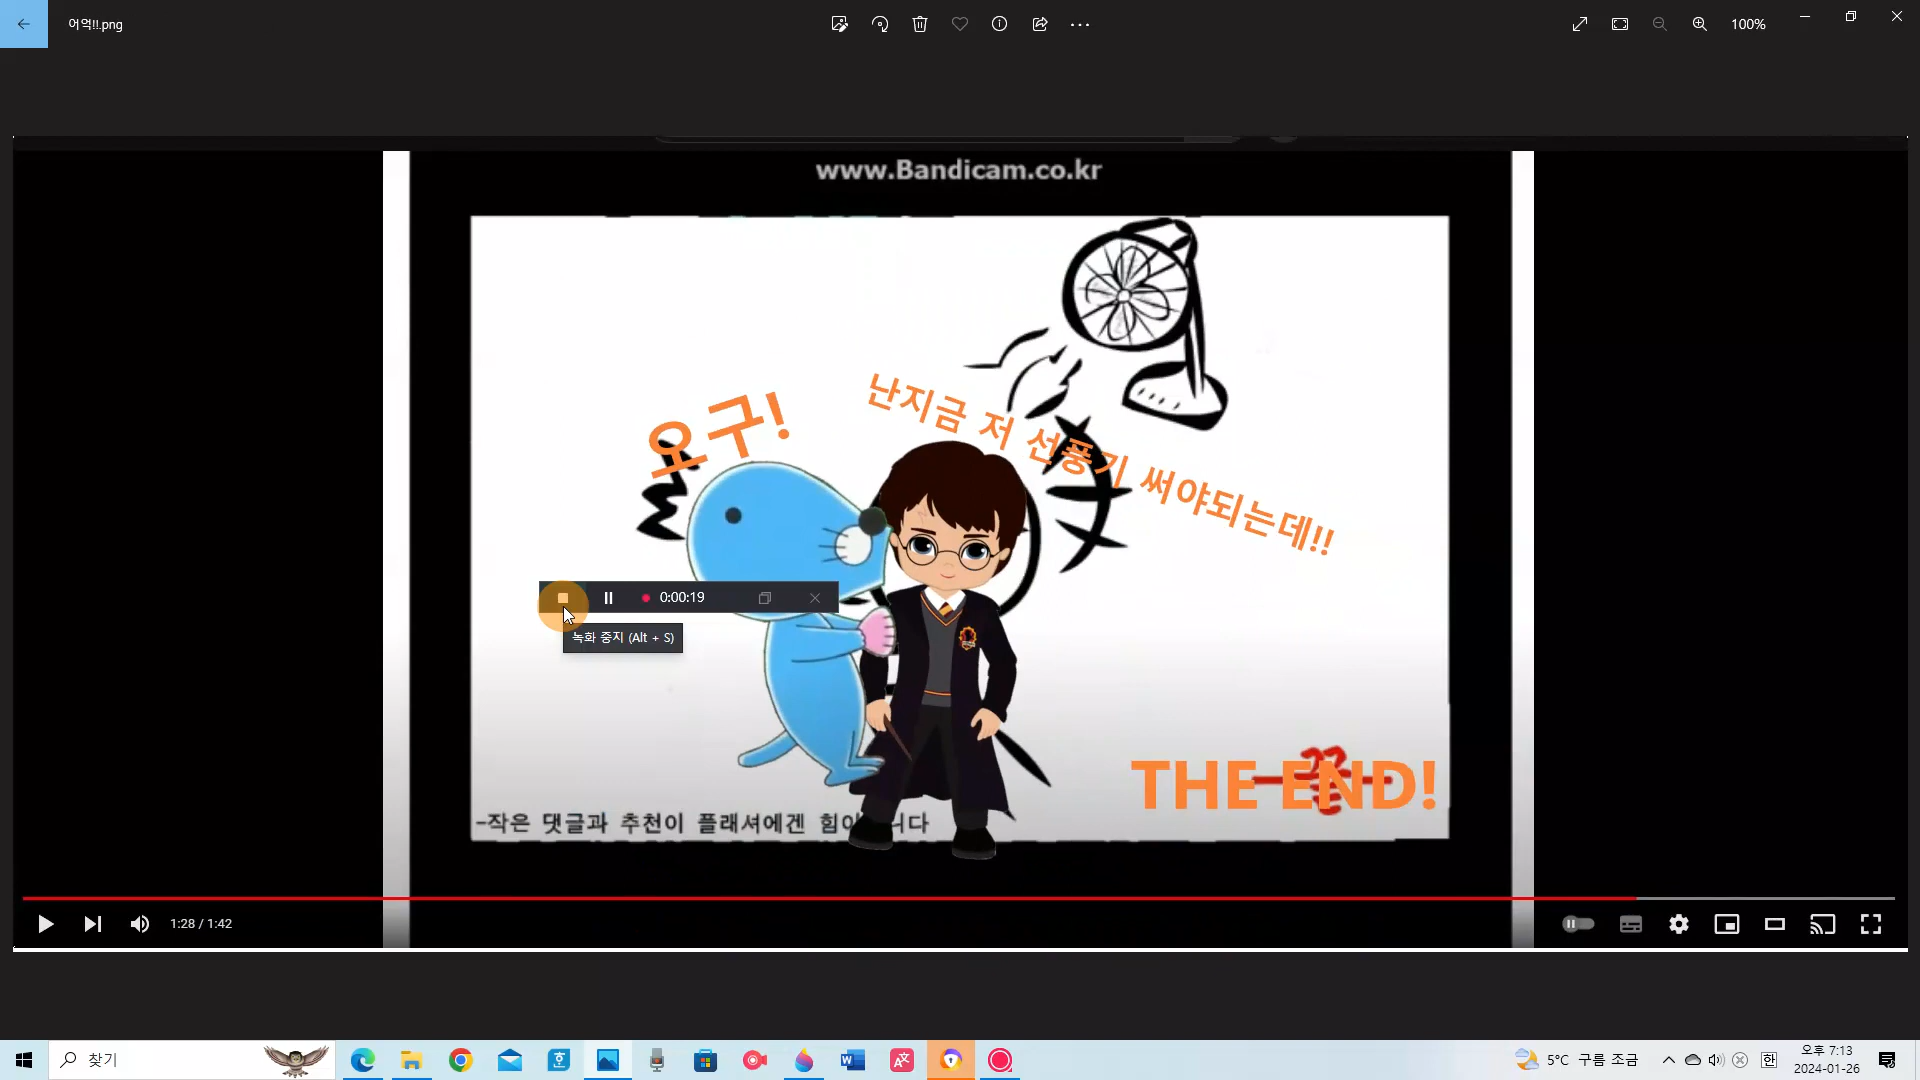 어억!!.png
100%
www.Bandicam.co.kr
오구!
난지금 저 선풍기 써야되는데!!
0:00:19
녹화 중지 (Alt + S)
THE END!
-작은 댓글과 추천이 플래셔에겐 힘이 니다
1:28 / 1:42
찾기
5°C 구름 조금
한
오후 7:13
2024-01-26